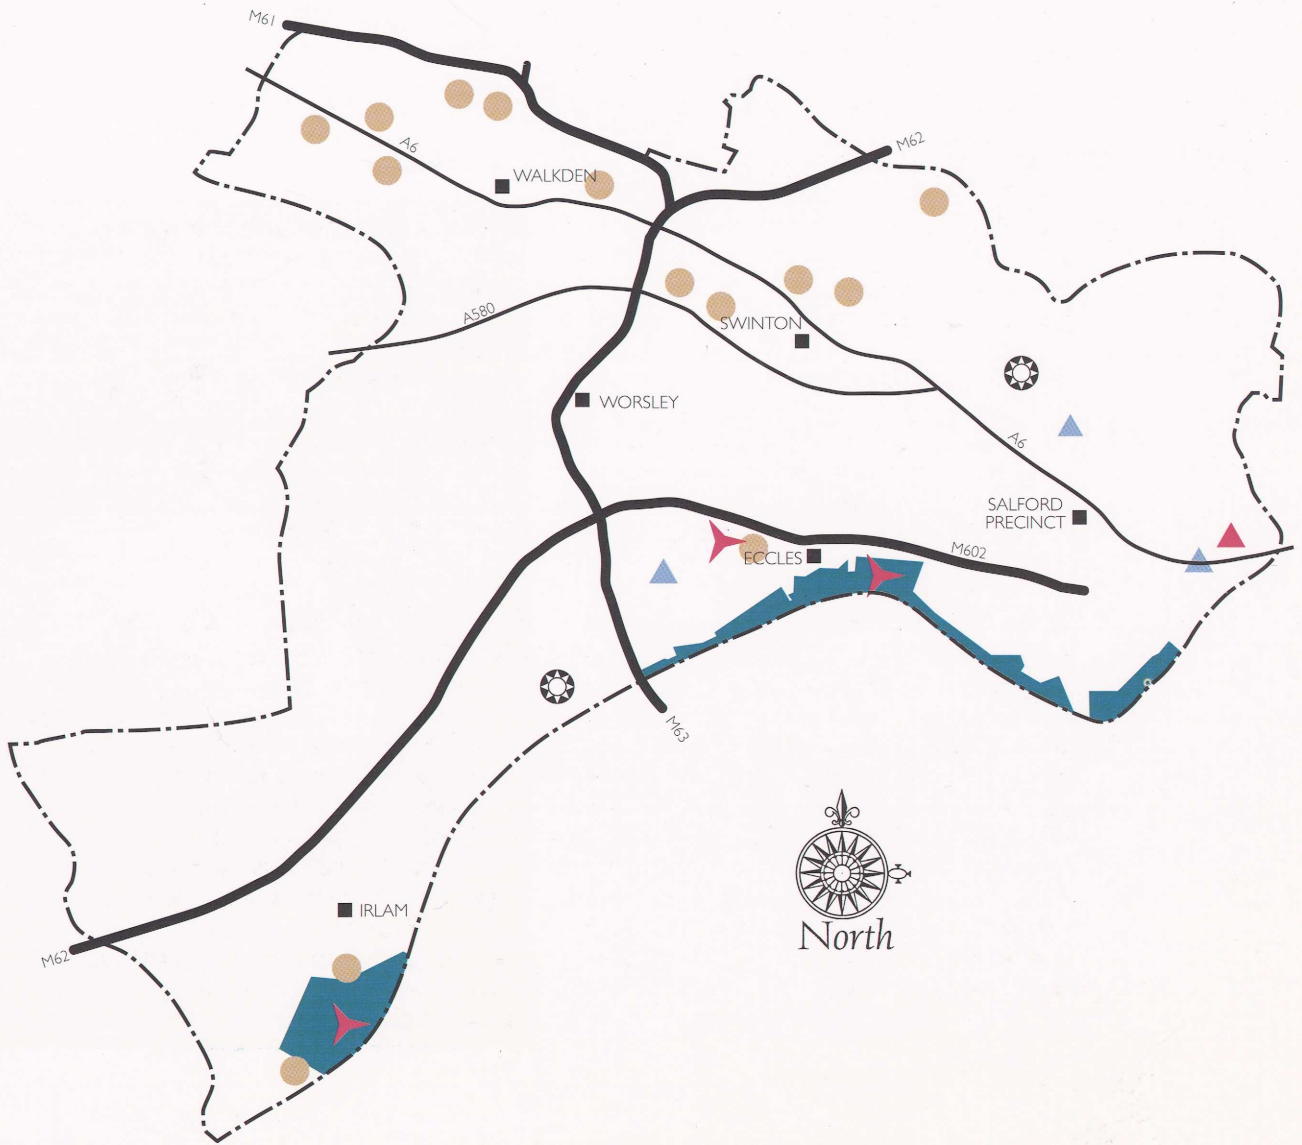 M61
M62
A6
WALKDEN
A580
SWINTON
WORSLEY
A6
SALFORD
PRECINCT
M602
ECCLES
M63
IRLAM
M62
North